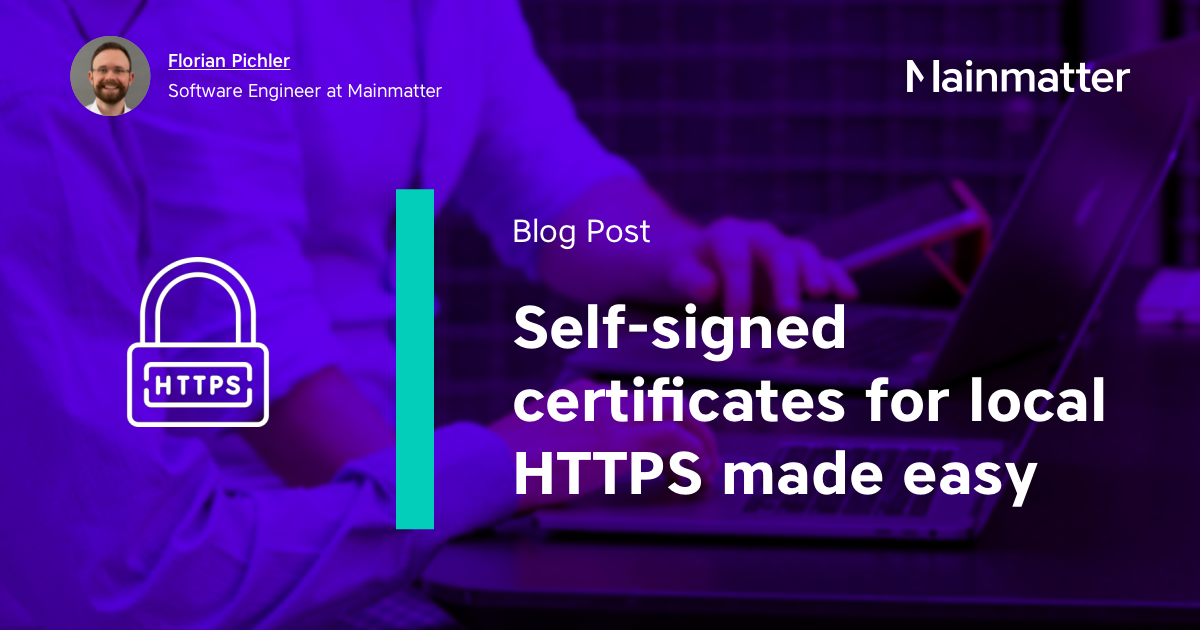 Florian Pichler
Software Engineer at Mainmatter
Mainmatter
Blog Post
HTTPS
Self-signed
certificates for local
HTTPS made easy